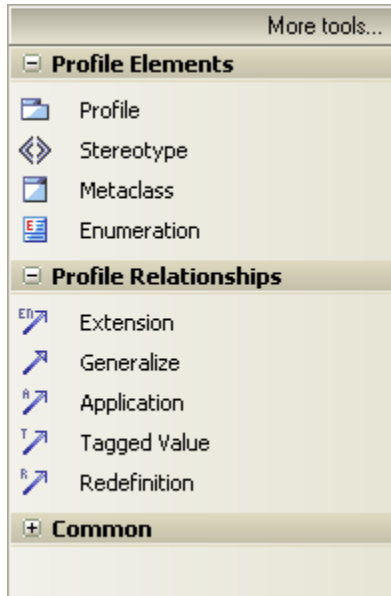 More tools...
Profile Elements
Profile
Stereotype
Metaclass
Enumeration
Profile Relationships
Extension
Generalize
Application
Tagged Value
Redefinition
Common